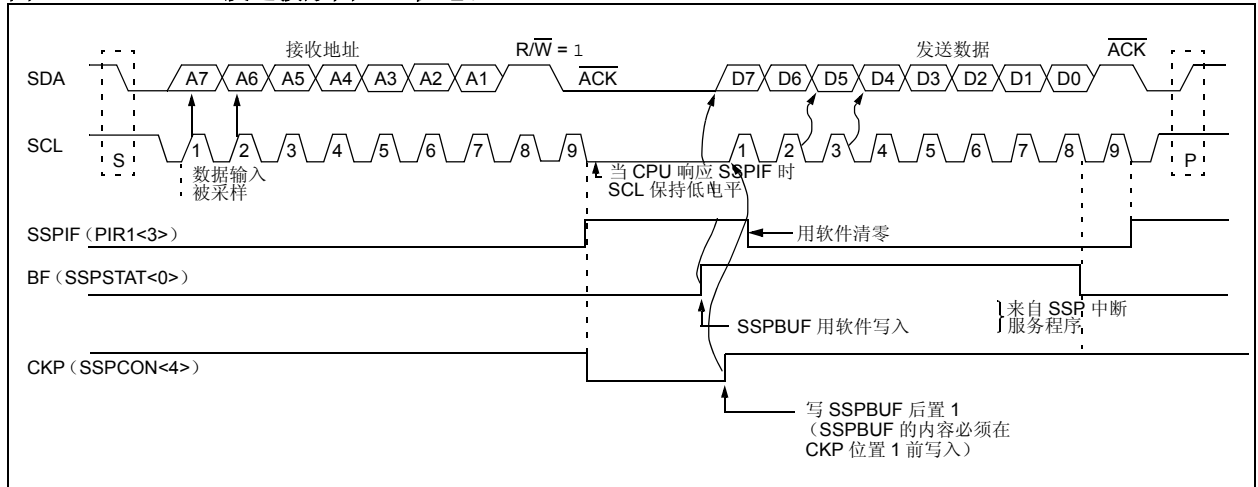 接收地址 R/W = 1 发送数据 ACK
SDA A7 A6 A5 A4 A3 A2 A1 ACK D7 D6 D5 D4 D3 D2 D1 D0
SCL S 1 2 3 4 5 6 7 8 9 1 2 3 4 5 6 7 8 9 P
数据输入
被采样
当 CPU 响应 SSPIF 时
SCL 保持低电平
SSPIF（PIR1<3>）
用软件清零
BF（SSPSTAT<0>）
SSPBUF 用软件写入
来自 SSP 中断
服务程序
CKP（SSPCON<4>）
写 SSPBUF 后置 1
（SSPBUF 的内容必须在
CKP 位置 1 前写入）